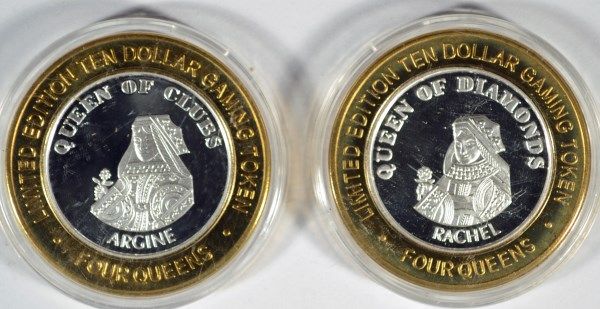 LIMITED EDITION TEN DOLLAR GAMING TOKEN
QUEEN OF CLUBS
ARGINE
• FOUR QUEENS •
LIMITED EDITION TEN DOLLAR GAMING TOKEN
QUEEN OF DIAMONDS
RACHEL
• FOUR QUEENS •